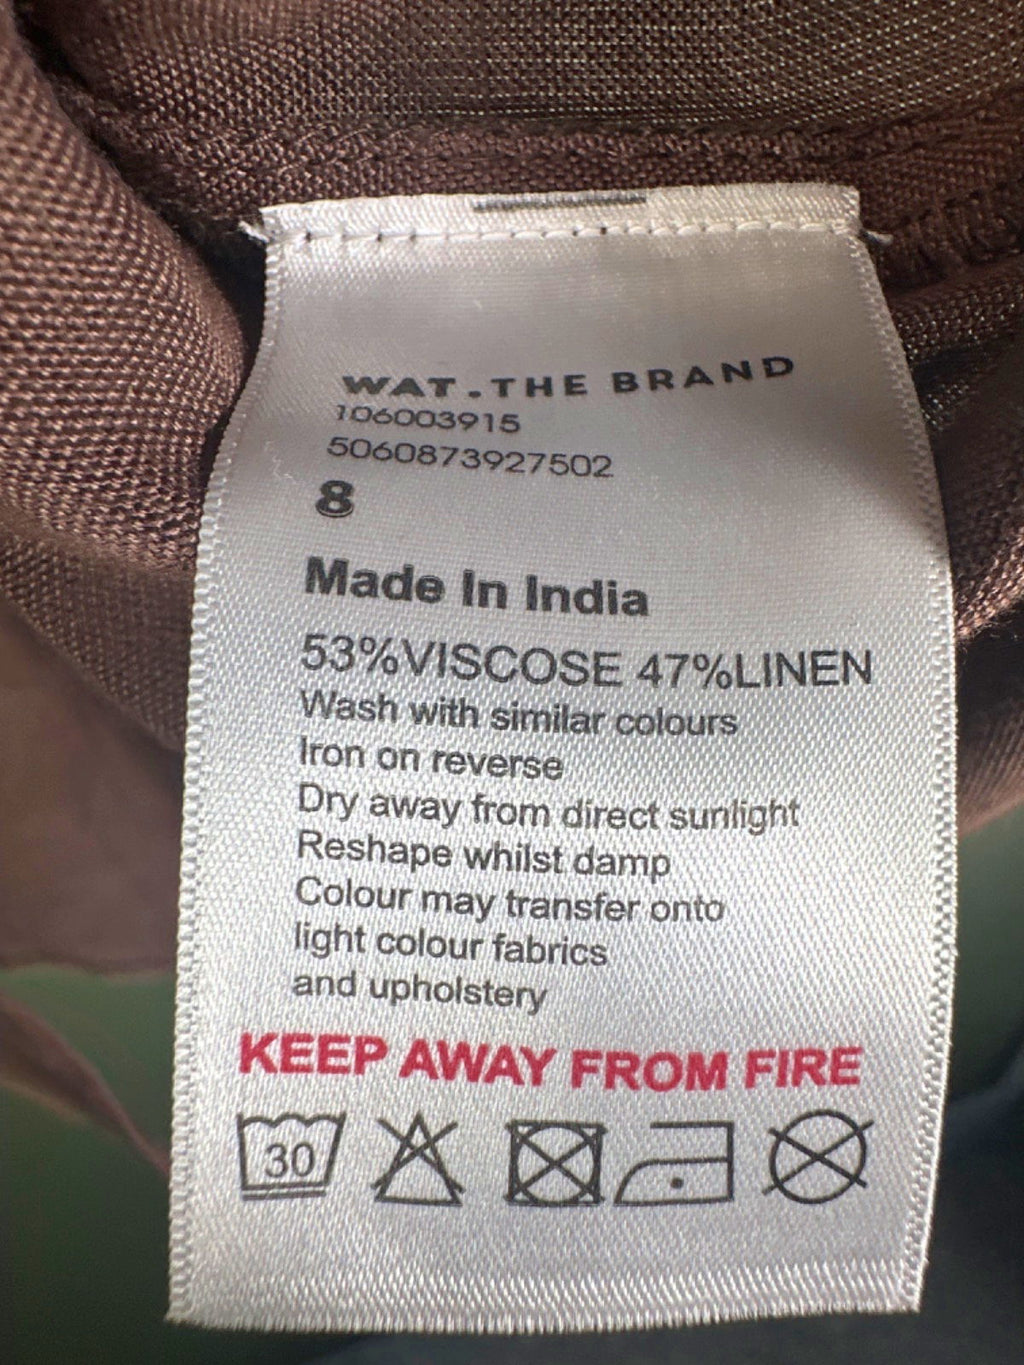 WAT.THE BRAND
106003915
5060873927502
8
Made In India
53%VISCOSE 47%LINEN
Wash with similar colours
Iron on reverse
Dry away from direct sunlight
Reshape whilst damp
Colour may transfer onto
light colour fabrics
and upholstery
KEEP AWAY FROM FIRE
30